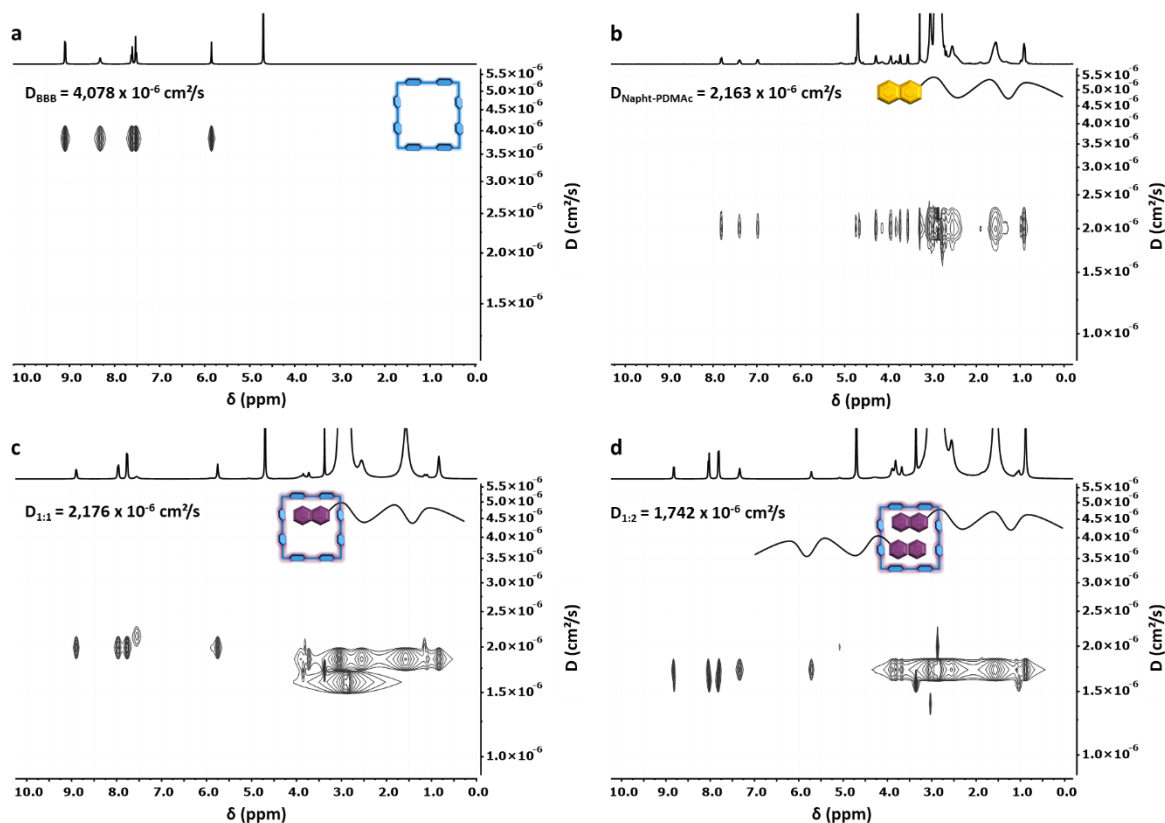 a
D_BBB = 4,078 x 10⁻⁶ cm²/s
5.5×10⁻⁶
5.0×10⁻⁶
4.5×10⁻⁶
4.0×10⁻⁶
3.5×10⁻⁶
3.0×10⁻⁶
2.5×10⁻⁶
2.0×10⁻⁶
1.5×10⁻⁶
D (cm²/s)
10.0 9.0 8.0 7.0 6.0 5.0 4.0 3.0 2.0 1.0 0.0
δ (ppm)
b
D_Napht-PDMAc = 2,163 x 10⁻⁶ cm²/s
5.5×10⁻⁶
5.0×10⁻⁶
4.5×10⁻⁶
4.0×10⁻⁶
3.5×10⁻⁶
3.0×10⁻⁶
2.5×10⁻⁶
2.0×10⁻⁶
1.5×10⁻⁶
1.0×10⁻⁶
D (cm²/s)
10.0 9.0 8.0 7.0 6.0 5.0 4.0 3.0 2.0 1.0 0.0
δ (ppm)
c
D_1:1 = 2,176 x 10⁻⁶ cm²/s
5.5×10⁻⁶
5.0×10⁻⁶
4.5×10⁻⁶
4.0×10⁻⁶
3.5×10⁻⁶
3.0×10⁻⁶
2.5×10⁻⁶
2.0×10⁻⁶
1.5×10⁻⁶
1.0×10⁻⁶
D (cm²/s)
10.0 9.0 8.0 7.0 6.0 5.0 4.0 3.0 2.0 1.0 0.0
δ (ppm)
d
D_1:2 = 1,742 x 10⁻⁶ cm²/s
5.5×10⁻⁶
5.0×10⁻⁶
4.5×10⁻⁶
4.0×10⁻⁶
3.5×10⁻⁶
3.0×10⁻⁶
2.5×10⁻⁶
2.0×10⁻⁶
1.5×10⁻⁶
1.0×10⁻⁶
D (cm²/s)
10.0 9.0 8.0 7.0 6.0 5.0 4.0 3.0 2.0 1.0 0.0
δ (ppm)